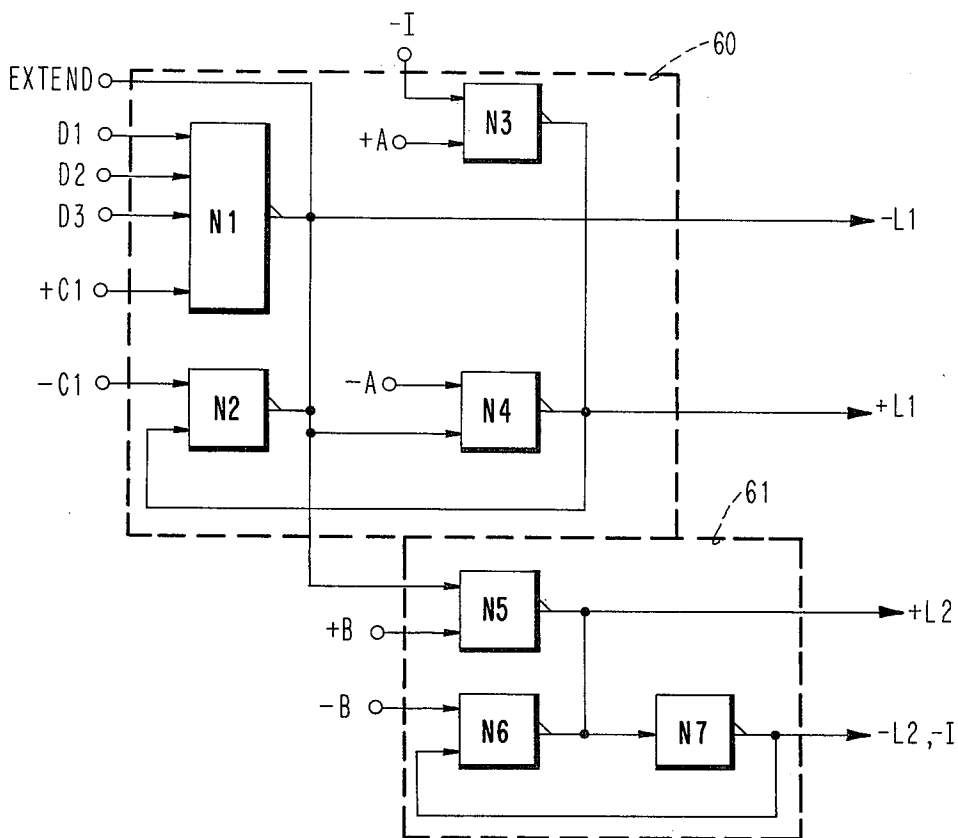 -I
60
EXTEND
D1
D2
D3
+C1
-C1
N1
N2
+A
N3
-A
N4
-L1
+L1
61
+B
-B
N5
N6
N7
+L2
-L2,-I